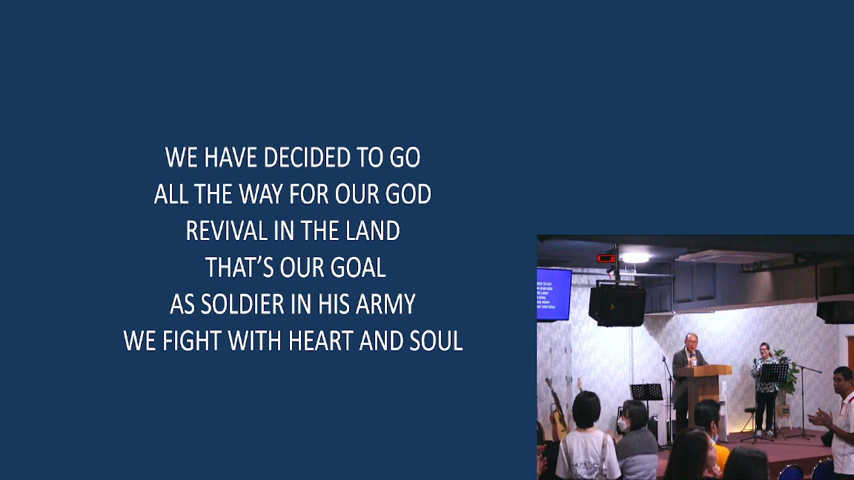 WE HAVE DECIDED TO GO
ALL THE WAY FOR OUR GOD
REVIVAL IN THE LAND
THAT'S OUR GOAL
AS SOLDIER IN HIS ARMY
WE FIGHT WITH HEART AND SOUL